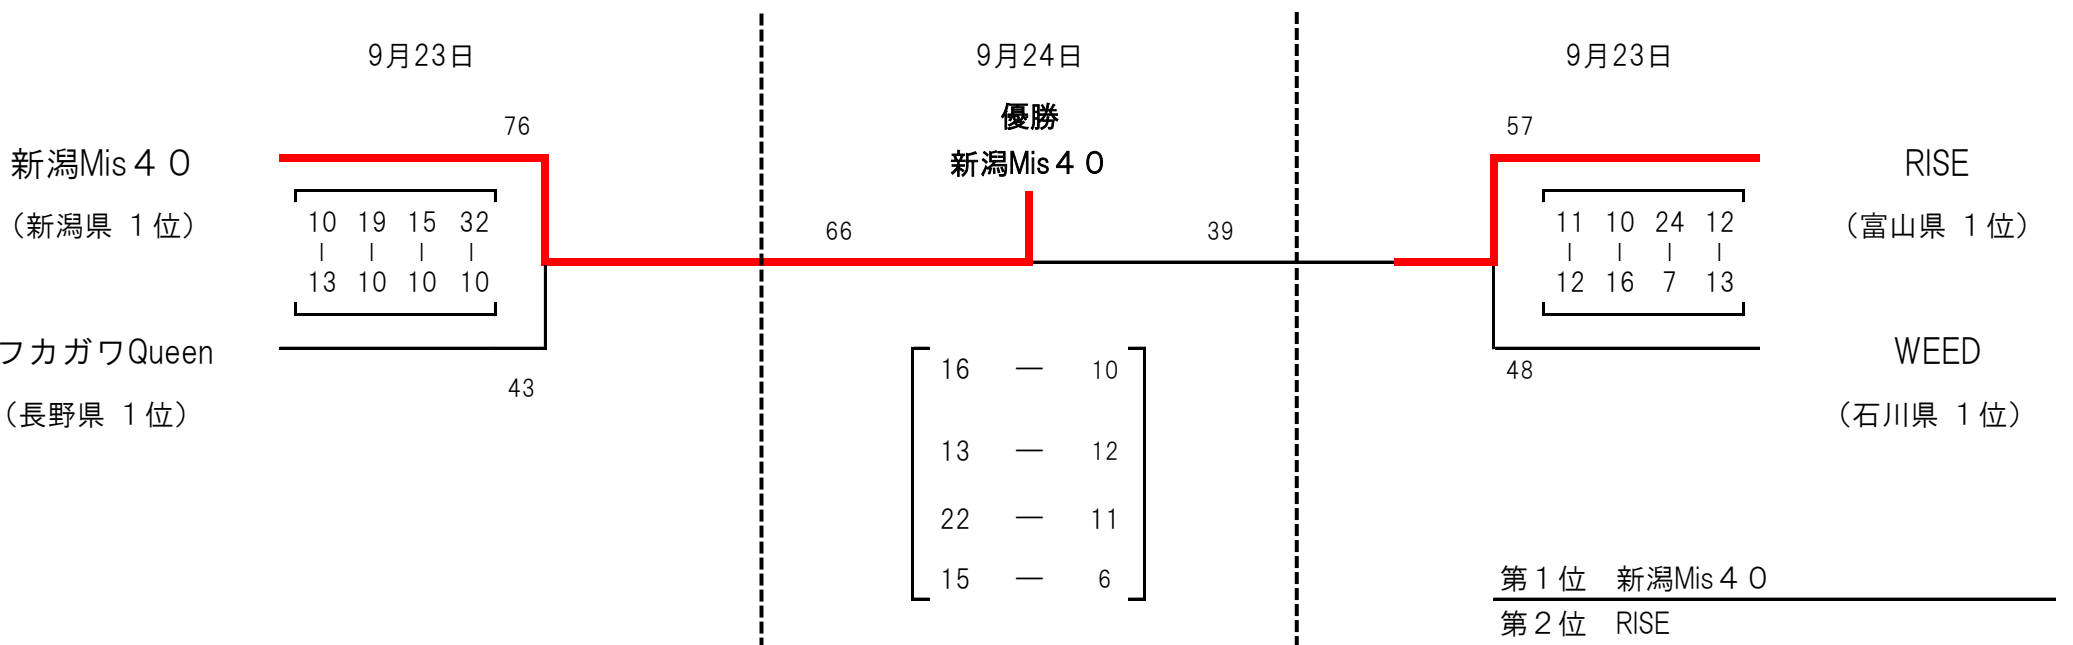 9月23日
9月24日
9月23日
優勝
新潟Mis４０
76
57
新潟Mis４０
（新潟県 １位）
RISE
（富山県 １位）
10 19 15 32
| | | |
13 10 10 10
66
39
11 10 24 12
| | | |
12 16 7 13
フカガワQueen
（長野県 １位）
43
WEED
（石川県 １位）
48
16 — 10
13 — 12
22 — 11
15 — 6
第１位　新潟Mis４０
第２位　RISE